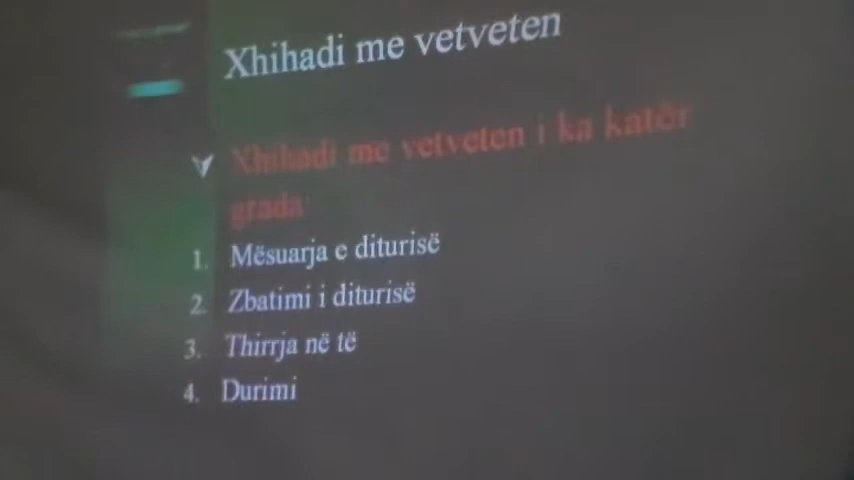 Xhihadi me vetveten
Xhihadi me vetveten i ka katër
grada
1. Mësuarja e diturisë
2. Zbatimi i diturisë
3. Thirrja në të
4. Durimi